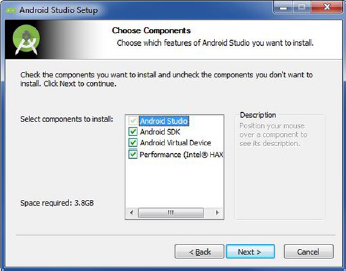 Android Studio Setup
Choose Components
Choose which features of Android Studio you want to install.
Check the components you want to install and uncheck the components you don't want to
install. Click Next to continue.
Select components to install:
Android Studio
Android SDK
Android Virtual Device
Performance (Intel® HAX
Description
Position your mouse
over a component to
see its description.
Space required: 3.8GB
< Back
Next >
Cancel